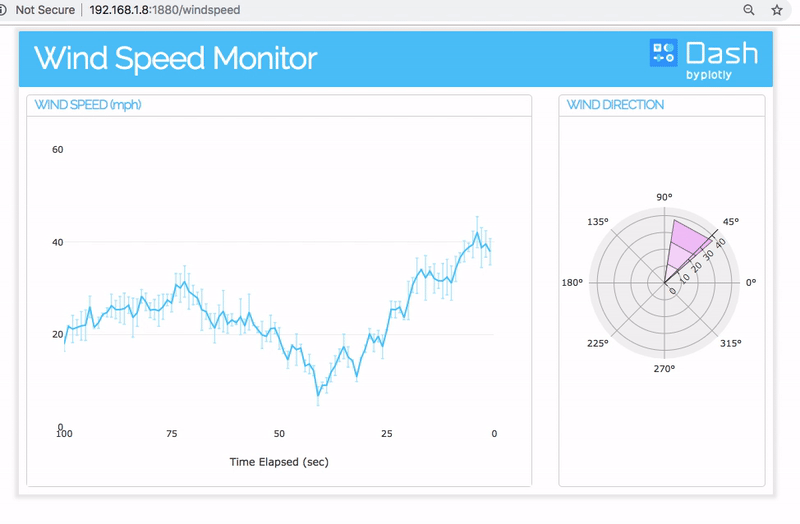 Not Secure | 192.168.1.8:1880/windspeed
Wind Speed Monitor
Dash
by plotly
WIND SPEED (mph)
60
40
20
0
100 75 50 25 0
Time Elapsed (sec)
WIND DIRECTION
90°
135° 45°
180° 0°
0 10 20 30 40
225° 315°
270°